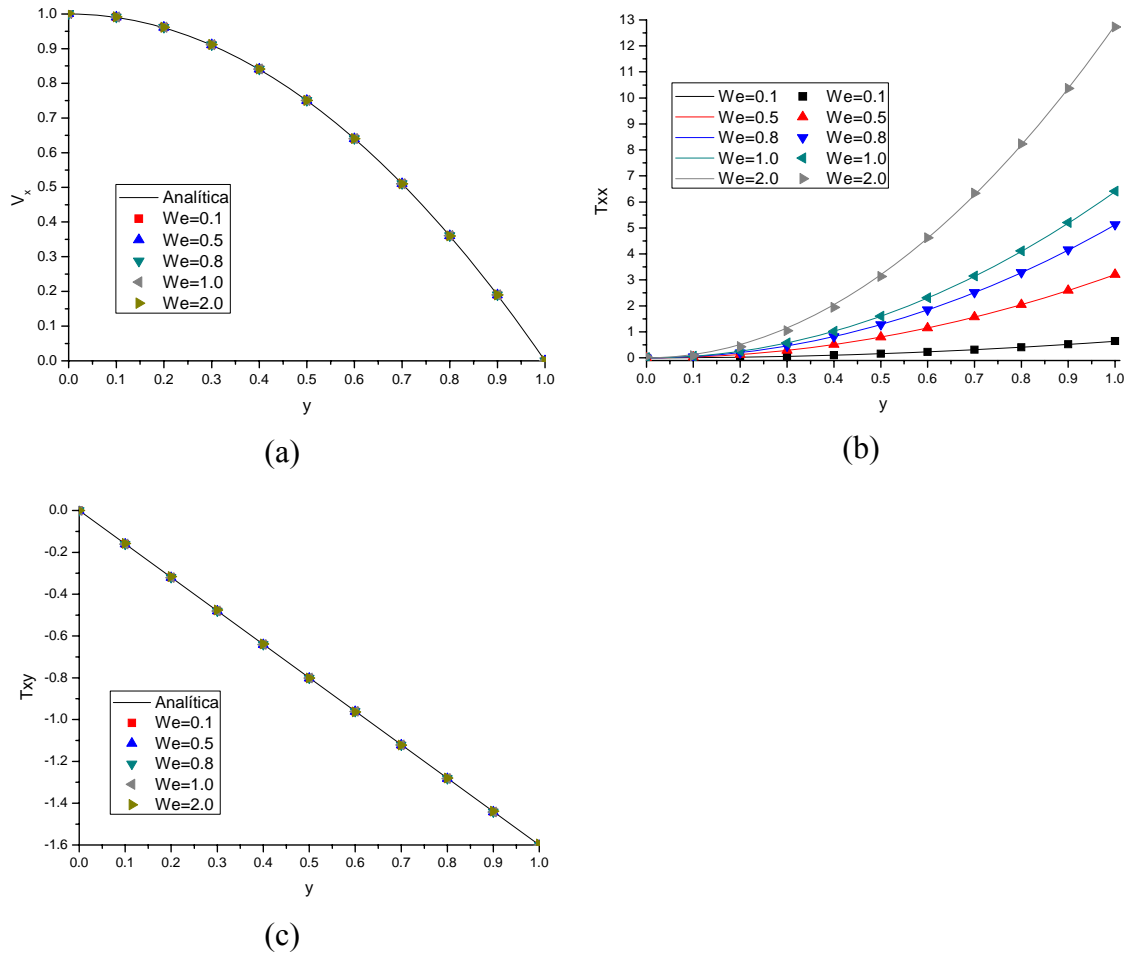 1.0
0.9
0.8
0.7
0.6
0.5
0.4
0.3
0.2
0.1
0.0
V_x
Analítica
We=0.1
We=0.5
We=0.8
We=1.0
We=2.0
0.0 0.1 0.2 0.3 0.4 0.5 0.6 0.7 0.8 0.9 1.0
y
(a)
13
12
11
10
9
8
7
6
5
4
3
2
1
0
Txx
We=0.1 We=0.1
We=0.5 We=0.5
We=0.8 We=0.8
We=1.0 We=1.0
We=2.0 We=2.0
0.0 0.1 0.2 0.3 0.4 0.5 0.6 0.7 0.8 0.9 1.0
y
(b)
0.0
-0.2
-0.4
-0.6
-0.8
-1.0
-1.2
-1.4
-1.6
Txy
Analítica
We=0.1
We=0.5
We=0.8
We=1.0
We=2.0
0.0 0.1 0.2 0.3 0.4 0.5 0.6 0.7 0.8 0.9 1.0
y
(c)